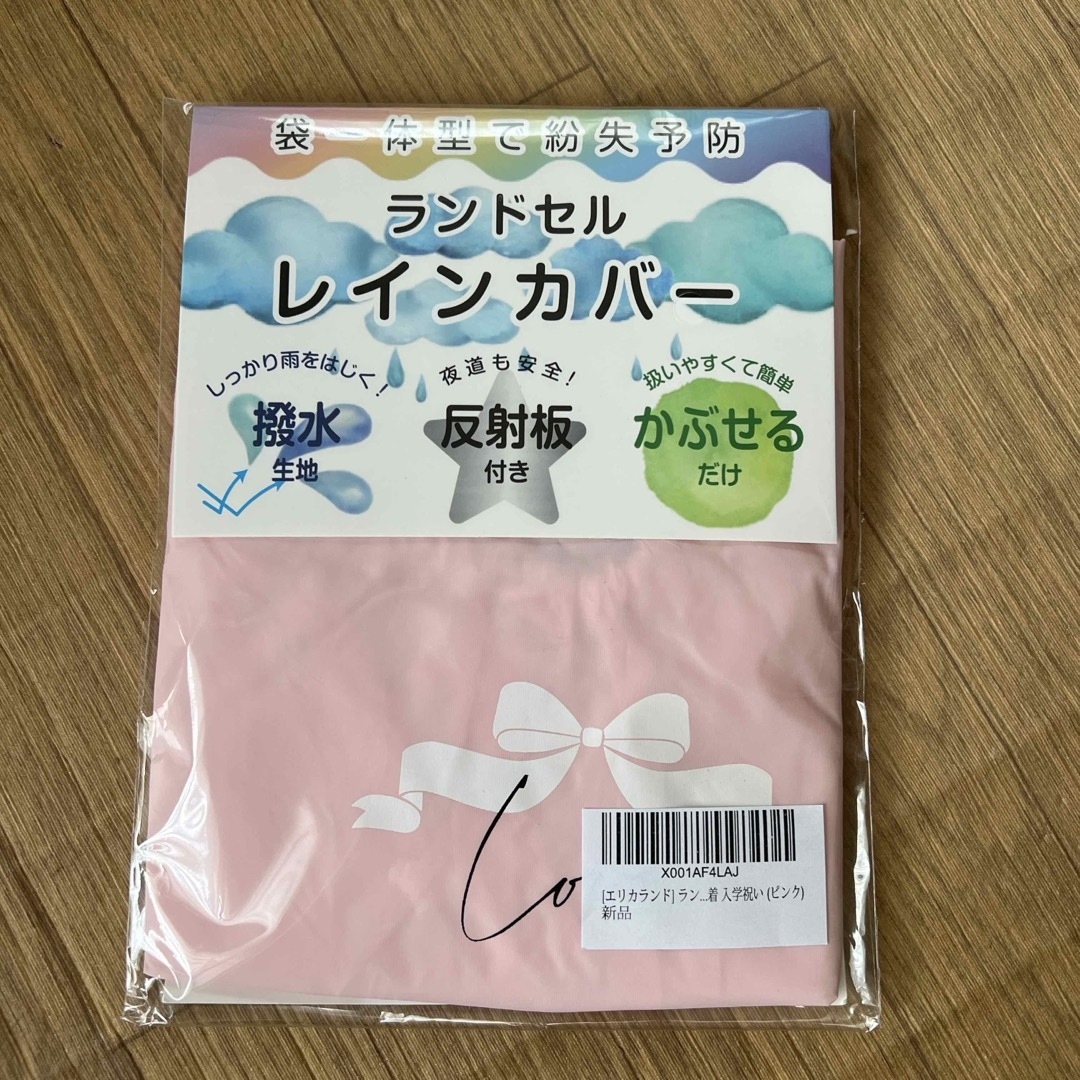 袋一体型で紛失予防
ランドセル
レインカバー
しっかり雨をはじく!
撥水
生地
夜道も安全!
反射板
付き
扱いやすくて簡単
かぶせる
だけ
Lo
X001AF4LAJ
[エリカランド] ラン...着 入学祝い (ピンク)
新品